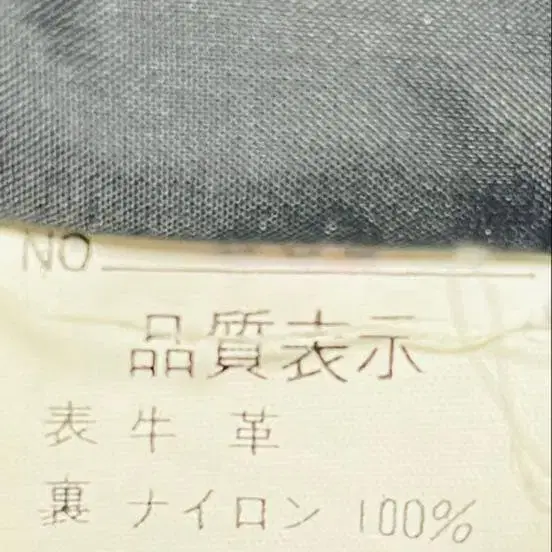 NO
品質表示
表 牛 革
裏 ナイロン 100%